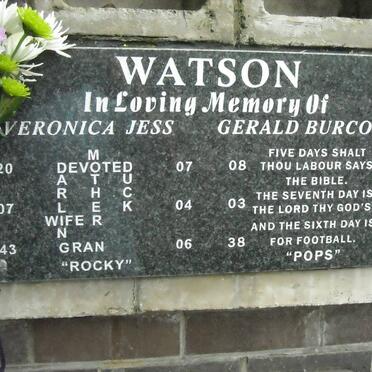 WATSON
In Loving Memory Of
VERONICA JESS GERALD BURCO
M FIVE DAYS SHALT
20 DEVOTED 07 08 THOU LABOUR SAYS
A T U THE BIBLE.
R H C THE SEVENTH DAY IS
07 L E K 04 03 THE LORD THY GOD'S
WIFE R AND THE SIXTH DAY IS
N
43 GRAN 06 38 FOR FOOTBALL.
"ROCKY" "POPS"